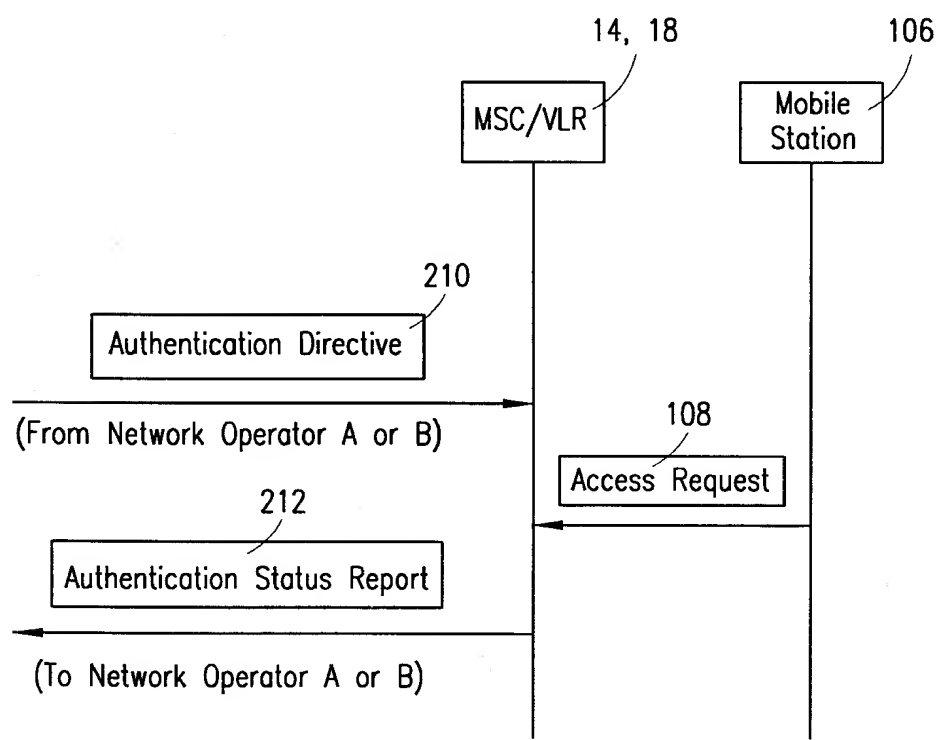 14, 18
106
MSC/VLR
Mobile
Station
210
Authentication Directive
(From Network Operator A or B)
108
Access Request
212
Authentication Status Report
(To Network Operator A or B)